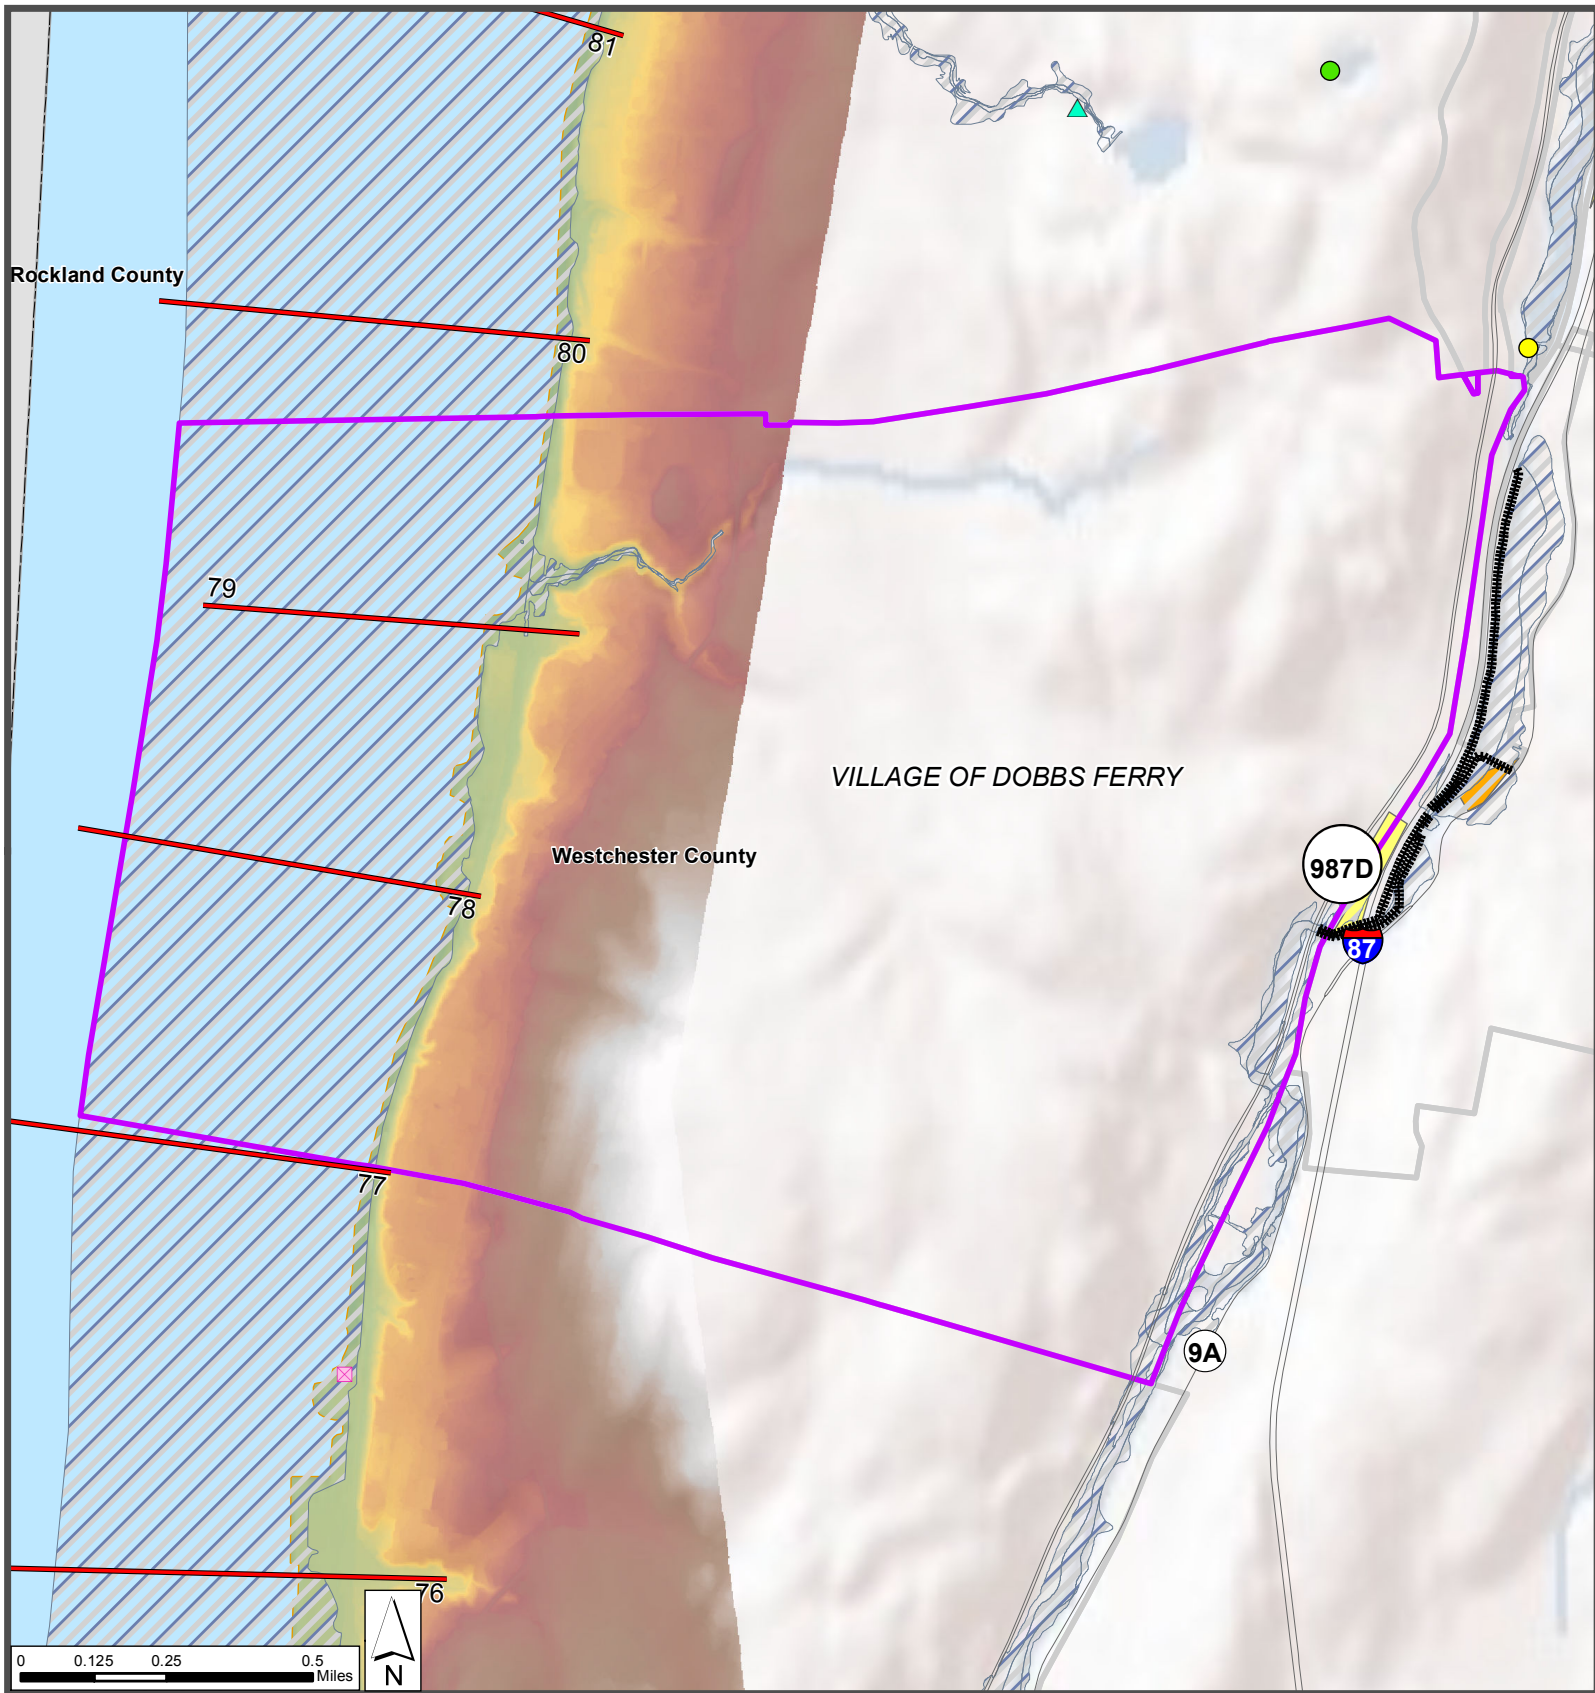 81
Rockland County
80
79
VILLAGE OF DOBBS FERRY
Westchester County
987D
78
87
77
9A
76
0 0.125 0.25 0.5
Miles
N